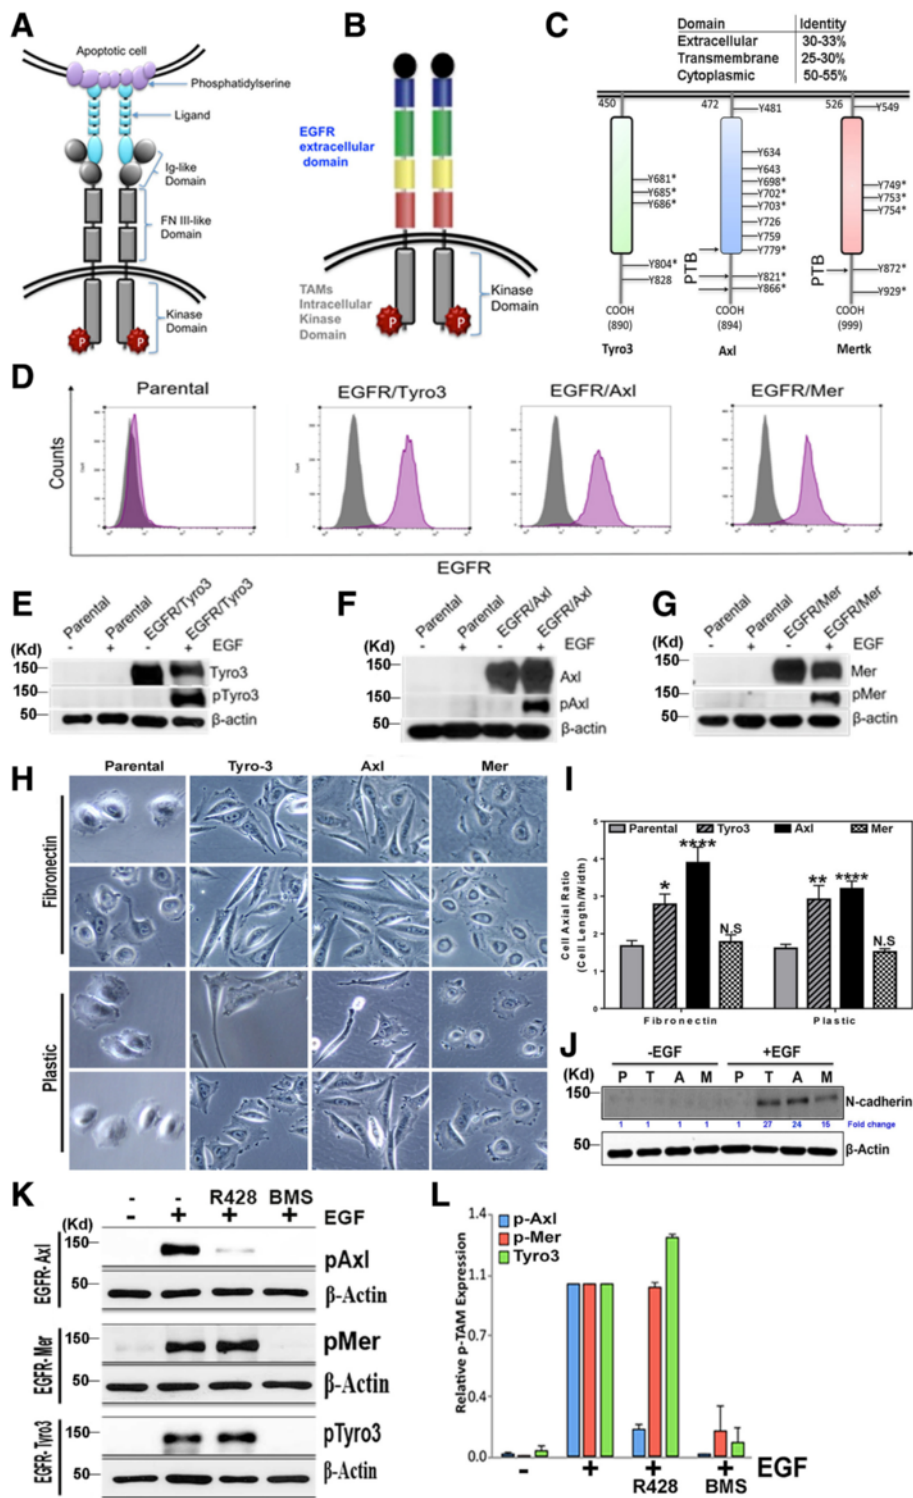 A
Apoptotic cell
Phosphatidylserine
Ligand
Ig-like
Domain
FN III-like
Domain
Kinase
Domain
P
P
B
EGFR
extracellular
domain
TAMs
Intracellular
Kinase
Domain
Kinase
Domain
P
P
C
Domain Identity
Extracellular 30-33%
Transmembrane 25-30%
Cytoplasmic 50-55%
450
Y681*
Y685*
Y686*
Y804*
Y828
COOH
(890)
Tyro3
472
Y481
Y634
Y643
Y698*
Y702*
Y703*
Y726
Y759
Y779*
PTB
Y821*
Y866*
COOH
(894)
Axl
526
Y549
Y749*
Y753*
Y754*
PTB
Y872*
Y929*
COOH
(999)
Mertk
D
Parental EGFR/Tyro3 EGFR/Axl EGFR/Mer
Counts
EGFR
E
Parental Parental EGFR/Tyro3 EGFR/Tyro3
(Kd) - + - + EGF
150 Tyro3
150 pTyro3
50 β-actin
F
Parental Parental EGFR/Axl EGFR/Axl
(Kd) - + - + EGF
150 Axl
150 pAxl
50 β-actin
G
Parental Parental EGFR/Mer EGFR/Mer
(Kd) - + - + EGF
150 Mer
150 pMer
50 β-actin
H
Parental Tyro-3 Axl Mer
Fibronectin
Plastic
I
Parental Tyro3 Axl Mer
Cell Axial Ratio
(Cell Length/Width)
5
4
3
2
1
0
* **** N.S
** **** N.S
Fibronectin Plastic
J
-EGF +EGF
(Kd) P T A M P T A M
150 N-cadherin
1 1 1 1 1 27 24 15 Fold change
50 β-Actin
K
- - R428 BMS
(Kd) - + + + EGF
EGFR-Axl
150 pAxl
50 β-Actin
EGFR-Mer
150 pMer
50 β-Actin
EGFR-Tyro3
150 pTyro3
50 β-Actin
L
p-Axl
p-Mer
Tyro3
Relative p-TAM Expression
1.4
1.1
0.7
0.4
0.0
- + + + EGF
R428 BMS